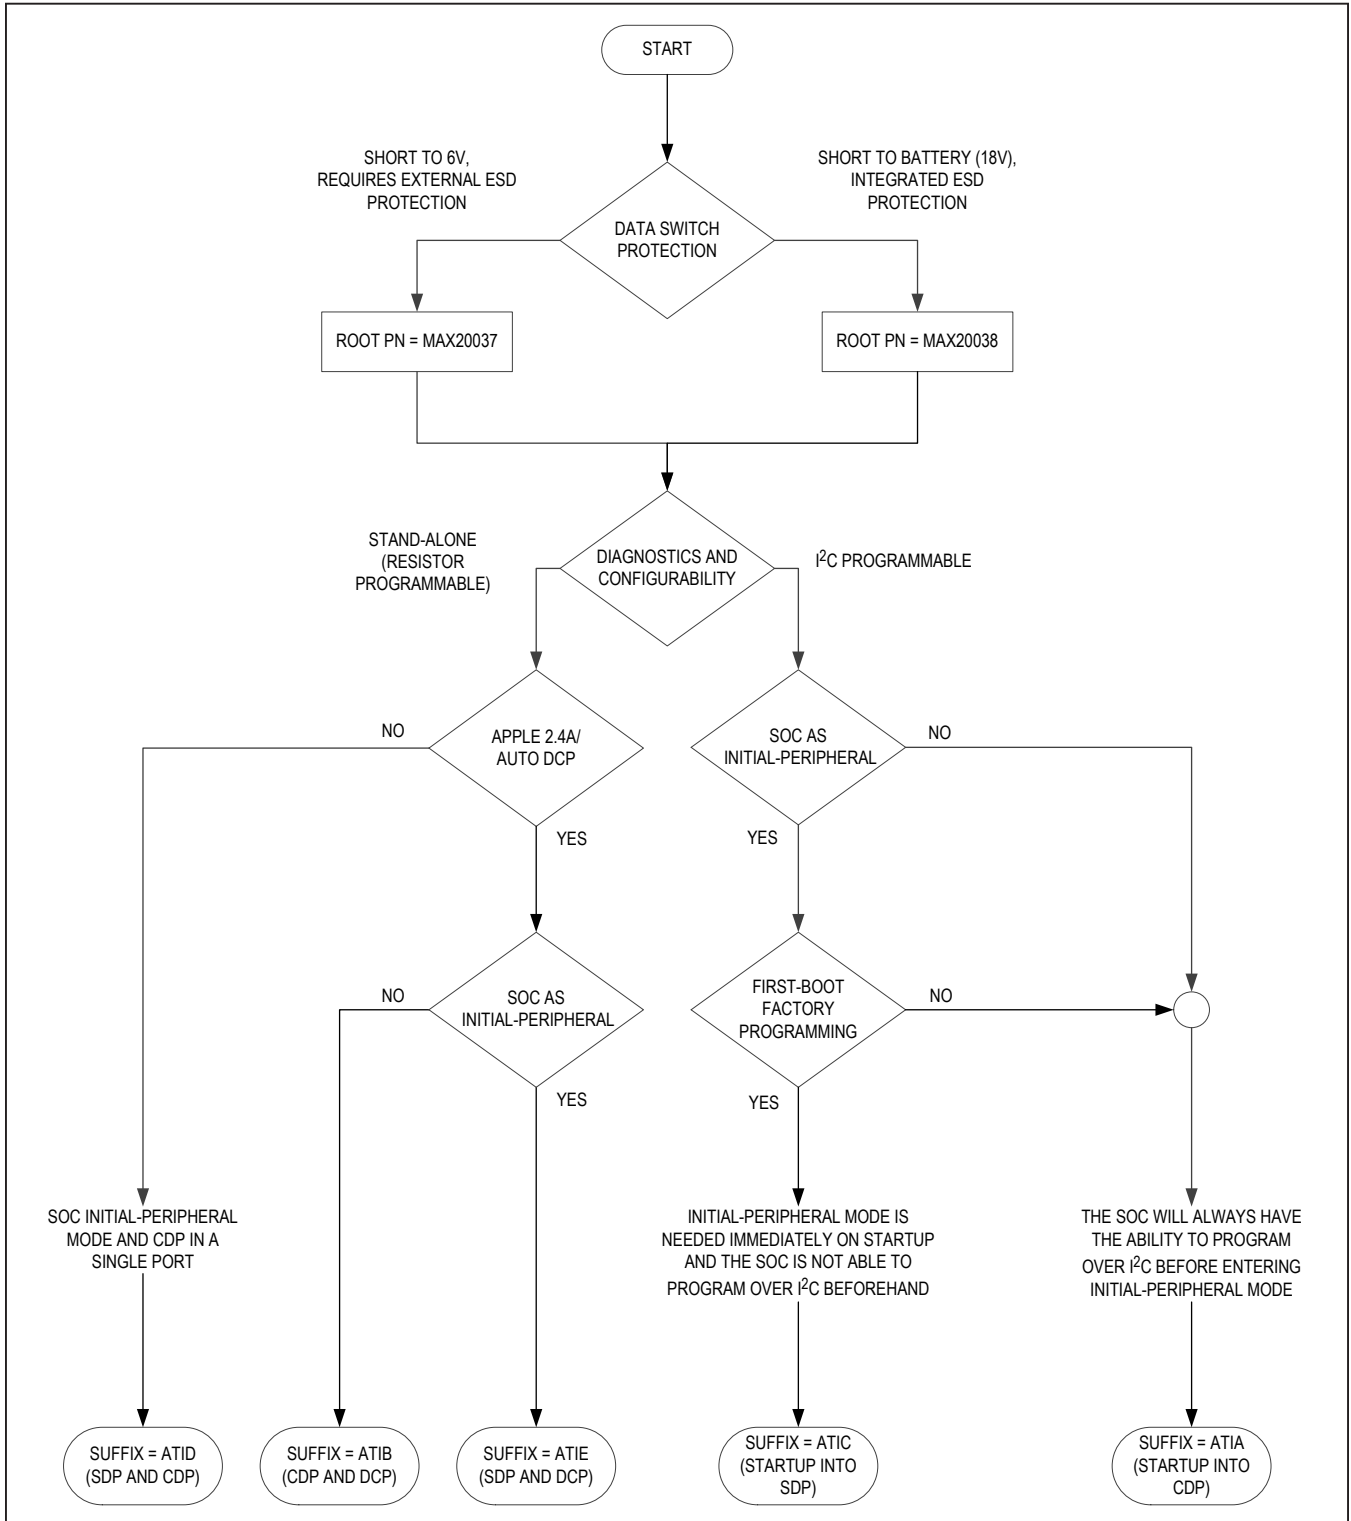 START
SHORT TO 6V,
REQUIRES EXTERNAL ESD
PROTECTION
SHORT TO BATTERY (18V),
INTEGRATED ESD
PROTECTION
DATA SWITCH
PROTECTION
ROOT PN = MAX20037
ROOT PN = MAX20038
STAND-ALONE
(RESISTOR
PROGRAMMABLE)
DIAGNOSTICS AND
CONFIGURABILITY
I²C PROGRAMMABLE
NO
APPLE 2.4A/
AUTO DCP
YES
SOC AS
INITIAL-PERIPHERAL
NO
YES
NO
SOC AS
INITIAL-PERIPHERAL
YES
FIRST-BOOT
FACTORY
PROGRAMMING
NO
YES
SOC INITIAL-PERIPHERAL
MODE AND CDP IN A
SINGLE PORT
INITIAL-PERIPHERAL MODE IS
NEEDED IMMEDIATELY ON STARTUP
AND THE SOC IS NOT ABLE TO
PROGRAM OVER I²C BEFOREHAND
THE SOC WILL ALWAYS HAVE
THE ABILITY TO PROGRAM
OVER I²C BEFORE ENTERING
INITIAL-PERIPHERAL MODE
SUFFIX = ATID
(SDP AND CDP)
SUFFIX = ATIB
(CDP AND DCP)
SUFFIX = ATIE
(SDP AND DCP)
SUFFIX = ATIC
(STARTUP INTO
SDP)
SUFFIX = ATIA
(STARTUP INTO
CDP)